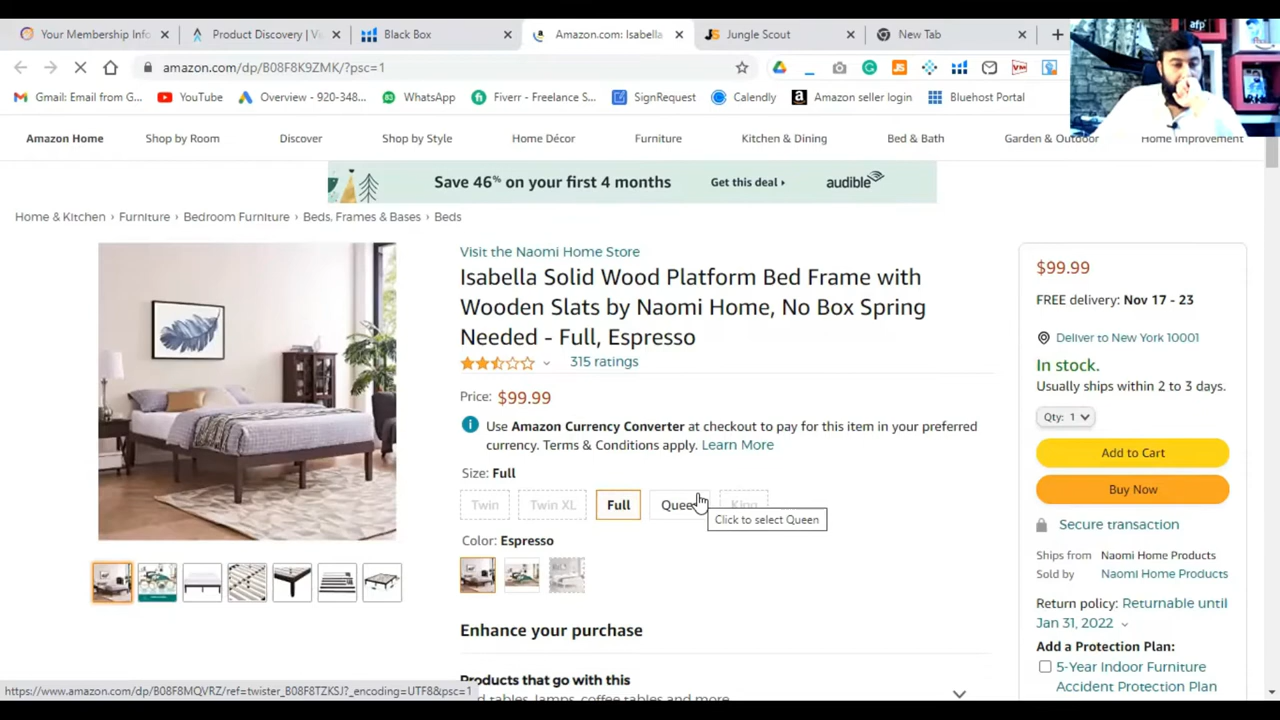 Your Membership Info
Product Discovery | Vi
Black Box
Amazon.com: Isabella
JS Jungle Scout
New Tab
afp
amazon.com/dp/B08F8K9ZMK/?psc=1
Gmail: Email from G...
YouTube
Overview - 920-348...
WhatsApp
Fiverr - Freelance S...
SignRequest
Calendly
Amazon seller login
Bluehost Portal
Amazon Home
Shop by Room
Discover
Shop by Style
Home Décor
Furniture
Kitchen & Dining
Bed & Bath
Garden & Outdoor
Home Improvement
Save 46% on your first 4 months
Get this deal ›
audible
Home & Kitchen › Furniture › Bedroom Furniture › Beds, Frames & Bases › Beds
Visit the Naomi Home Store
Isabella Solid Wood Platform Bed Frame with
Wooden Slats by Naomi Home, No Box Spring
Needed - Full, Espresso
315 ratings
Price: $99.99
Use Amazon Currency Converter at checkout to pay for this item in your preferred
currency. Terms & Conditions apply. Learn More
Size: Full
Twin
Twin XL
Full
Queen
King
Click to select Queen
Color: Espresso
Enhance your purchase
Products that go with this
d tables, lamps, coffee tables and more
$99.99
FREE delivery: Nov 17 - 23
Deliver to New York 10001
In stock.
Usually ships within 2 to 3 days.
Qty: 1
Add to Cart
Buy Now
Secure transaction
Ships from Naomi Home Products
Sold by Naomi Home Products
Return policy: Returnable until
Jan 31, 2022
Add a Protection Plan:
5-Year Indoor Furniture
Accident Protection Plan
https://www.amazon.com/dp/B08F8MQVRZ/ref=twister_B08F8TZKSJ?_encoding=UTF8&psc=1